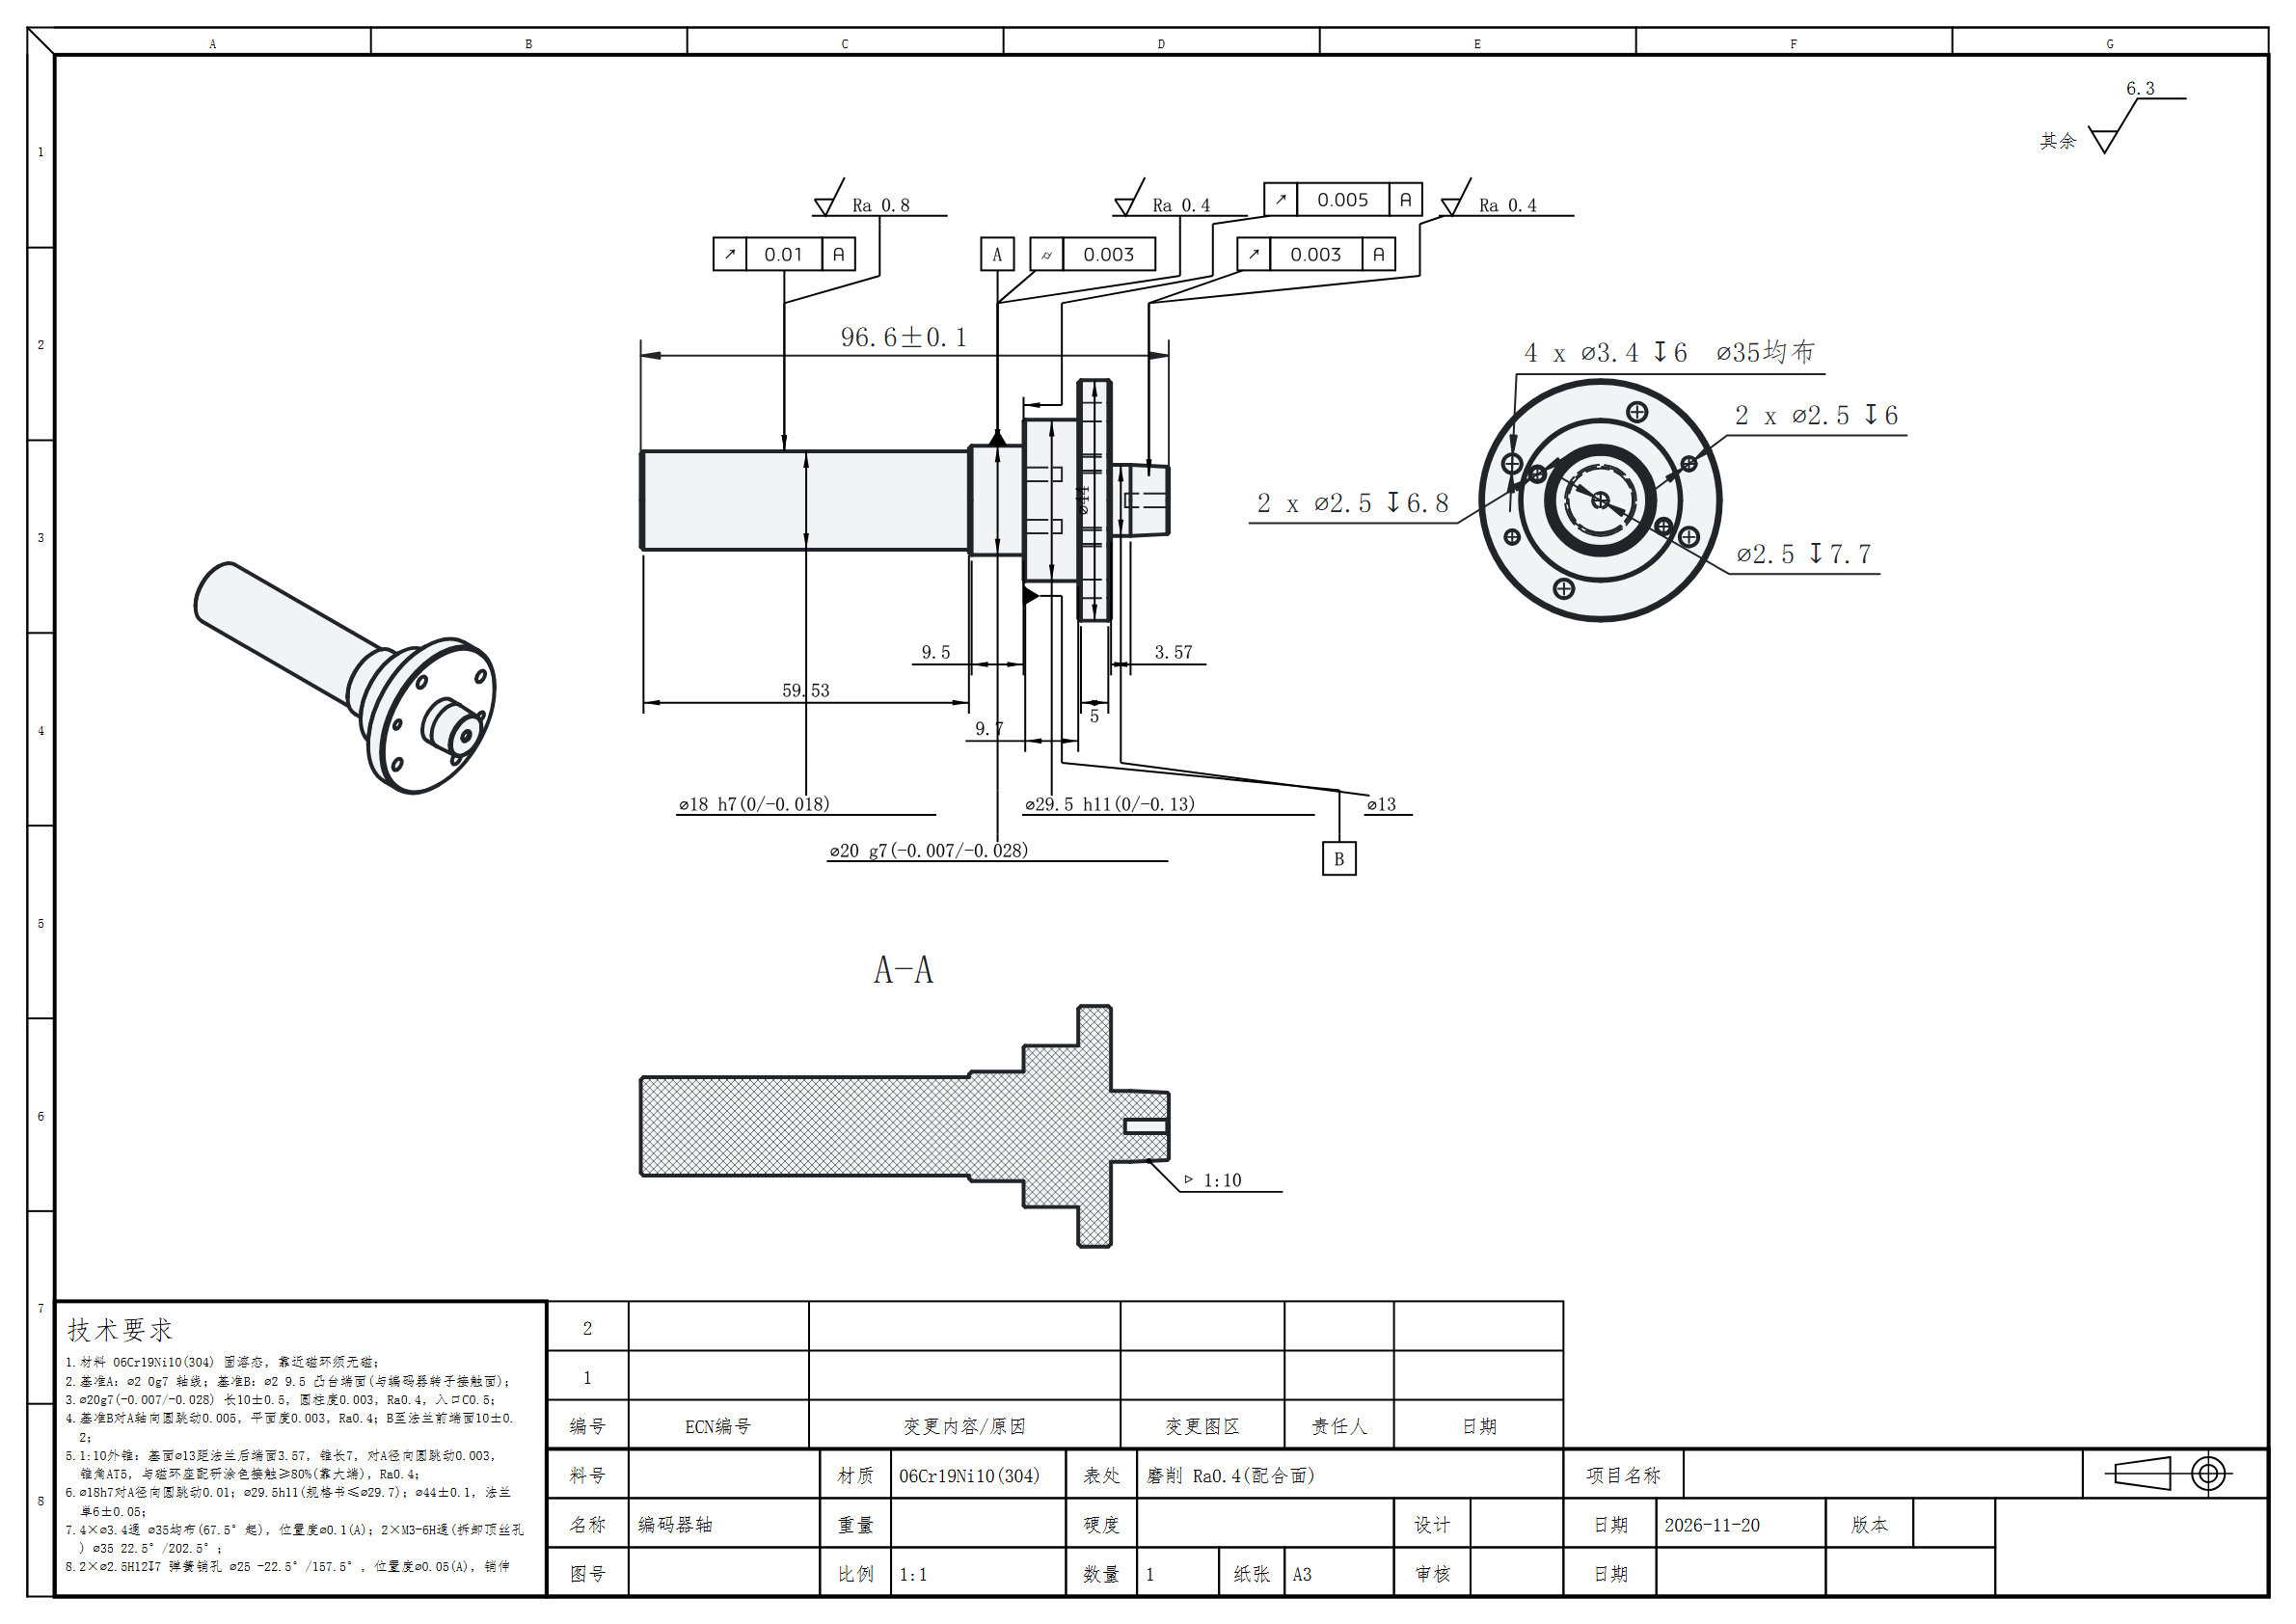 A B C D E F G
1
2
3
4
5
6
7
8
其余
6.3
Ra 0.8
Ra 0.4
↗ 0.005 A
Ra 0.4
↗ 0.01 A
A
⌭ 0.003
↗ 0.003 A
96.6±0.1
⌀44
9.5
3.57
59.53
5
9.7
⌀18 h7(0/-0.018)
⌀29.5 h11(0/-0.13)
⌀13
⌀20 g7(-0.007/-0.028)
B
4 x ⌀3.4 ↧6 ⌀35均布
2 x ⌀2.5 ↧6
2 x ⌀2.5 ↧6.8
⌀2.5 ↧7.7
A-A
▷ 1:10
技术要求
1.材料 06Cr19Ni10(304) 固溶态, 靠近磁环须无磁;
2.基准A: ⌀2 0g7 轴线; 基准B: ⌀2 9.5 凸台端面(与编码器转子接触面);
3.⌀20g7(-0.007/-0.028) 长10±0.5, 圆柱度0.003, Ra0.4, 入口C0.5;
4.基准B对A轴向圆跳动0.005, 平面度0.003, Ra0.4; B至法兰前端面10±0.
2;
5.1:10外锥: 基面⌀13距法兰后端面3.57, 锥长7, 对A径向圆跳动0.003,
锥角AT5, 与磁环座配研涂色接触≥80%(靠大端), Ra0.4;
6.⌀18h7对A径向圆跳动0.01; ⌀29.5h11(规格书≤⌀29.7); ⌀44±0.1, 法兰
单6±0.05;
7.4×⌀3.4通 ⌀35均布(67.5° 起), 位置度⌀0.1(A); 2×M3-6H通(拆卸顶丝孔
) ⌀35 22.5° /202.5° ;
8.2×⌀2.5H12↧7 弹簧销孔 ⌀25 -22.5° /157.5° , 位置度⌀0.05(A), 销伸
2
1
编号 ECN编号 变更内容/原因 变更图区 责任人 日期
料号 材质 06Cr19Ni10(304) 表处 磨削 Ra0.4(配合面) 项目名称
名称 编码器轴 重量 硬度 设计 日期 2026-11-20 版本
图号 比例 1:1 数量 1 纸张 A3 审核 日期